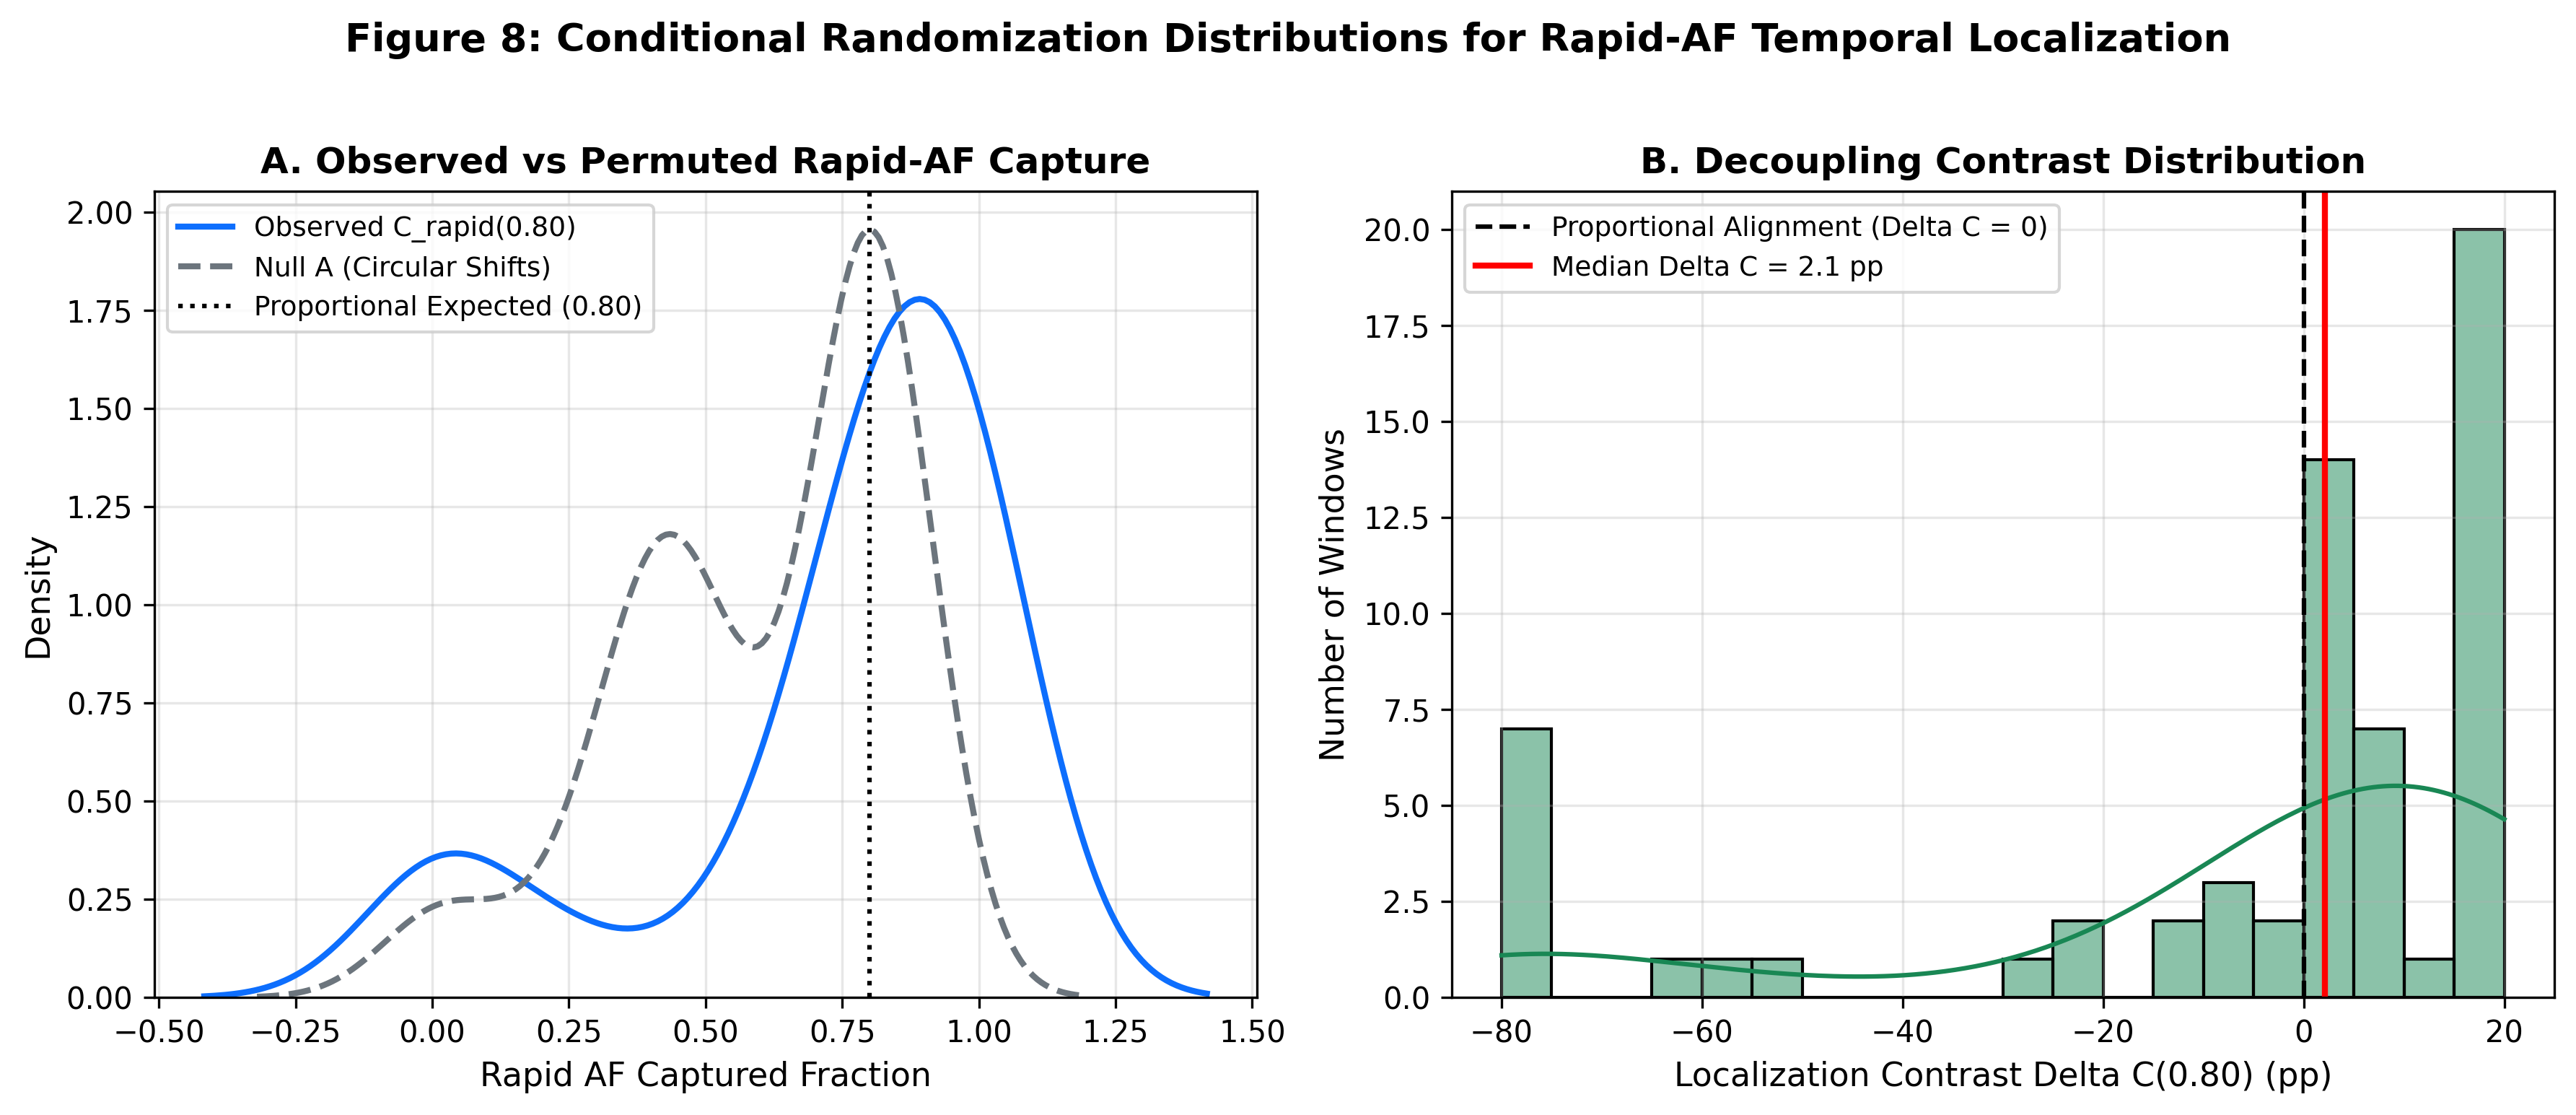 Figure 8: Conditional Randomization Distributions for Rapid-AF Temporal Localization
A. Observed vs Permuted Rapid-AF Capture
Observed C_rapid(0.80)
Null A (Circular Shifts)
Proportional Expected (0.80)
Density
2.00
1.75
1.50
1.25
1.00
0.75
0.50
0.25
0.00
−0.50 −0.25 0.00 0.25 0.50 0.75 1.00 1.25 1.50
Rapid AF Captured Fraction
B. Decoupling Contrast Distribution
Proportional Alignment (Delta C = 0)
Median Delta C = 2.1 pp
Number of Windows
20.0
17.5
15.0
12.5
10.0
7.5
5.0
2.5
0.0
−80 −60 −40 −20 0 20
Localization Contrast Delta C(0.80) (pp)